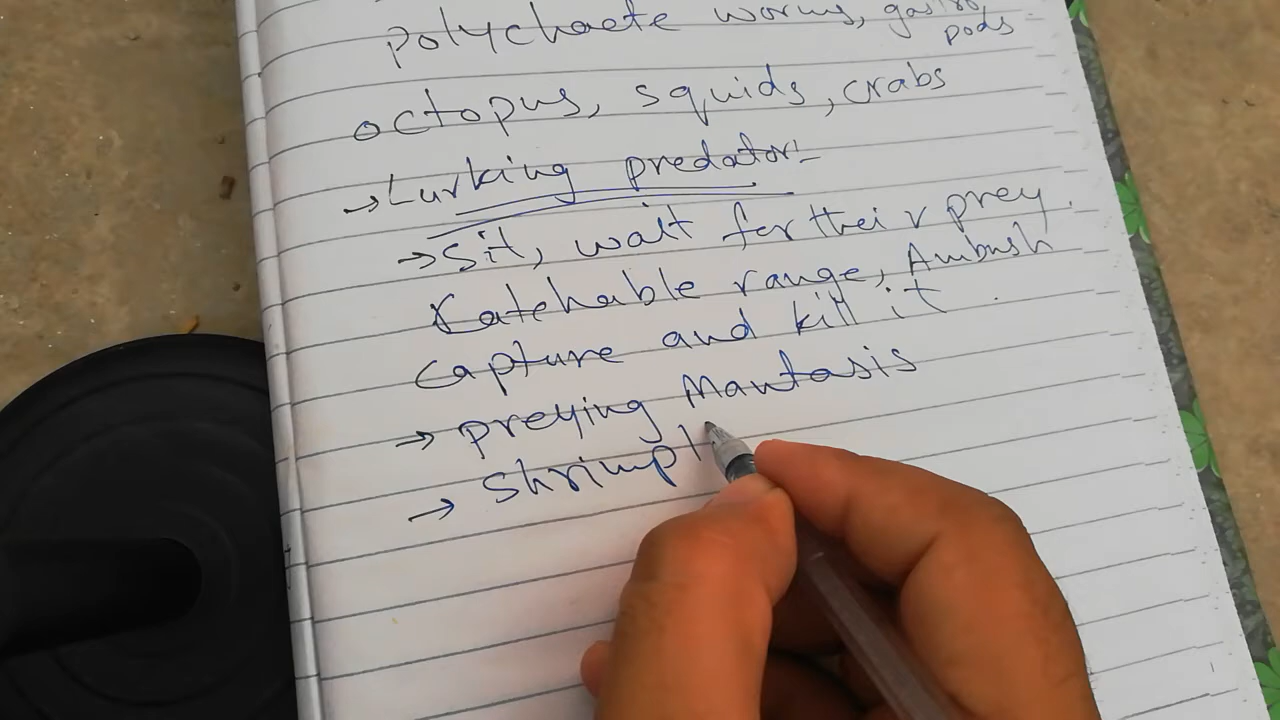 polychaete worms, gastro
pods
octopus, squids, crabs
→ Lurking predator:-
→ Sit, wait for their prey.
Catchable range, Ambush
Capture and kill it
→ preying Mantasis
→ Shrimp